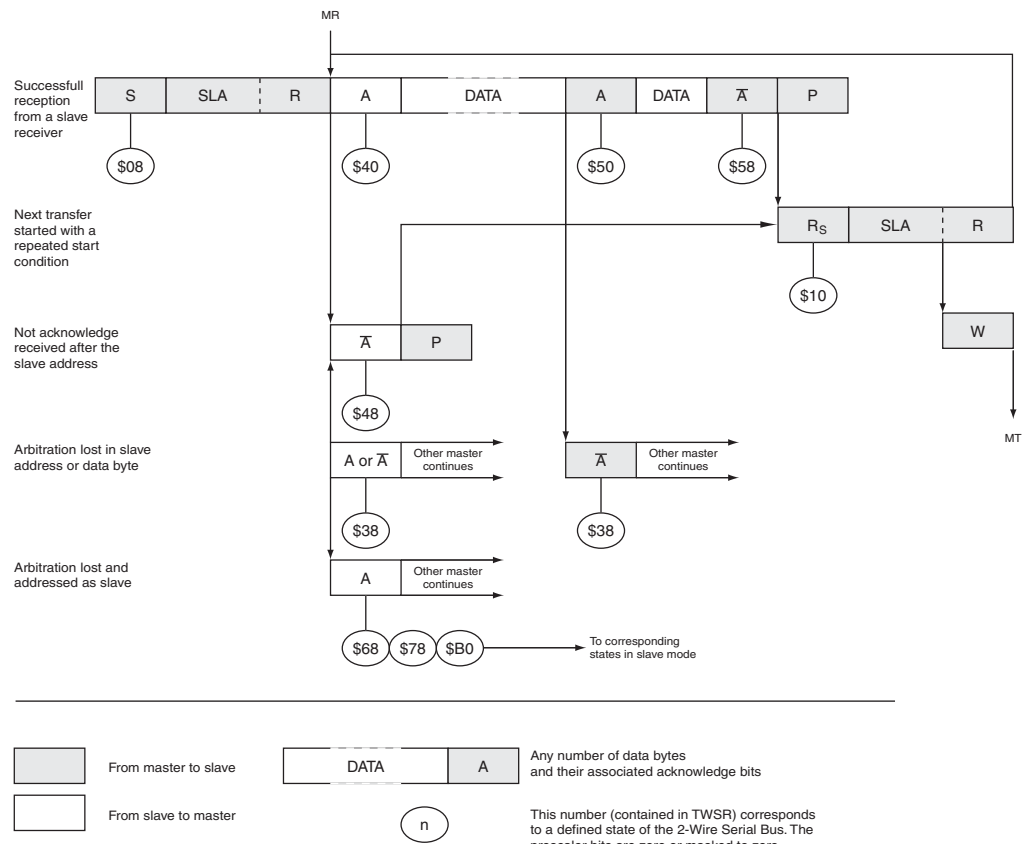 MR
Successfull
reception
from a slave
receiver
S SLA R A DATA A DATA A̅ P
$08 $40 $50 $58
Next transfer
started with a
repeated start
condition
RS SLA R
$10
Not acknowledge
received after the
slave address
A̅ P
W
$48
MT
Arbitration lost in slave
address or data byte
A or A̅
Other master
continues
A̅
Other master
continues
$38 $38
Arbitration lost and
addressed as slave
A
Other master
continues
$68 $78 $B0
To corresponding
states in slave mode
From master to slave
DATA A
Any number of data bytes
and their associated acknowledge bits
From slave to master
n
This number (contained in TWSR) corresponds
to a defined state of the 2-Wire Serial Bus. The